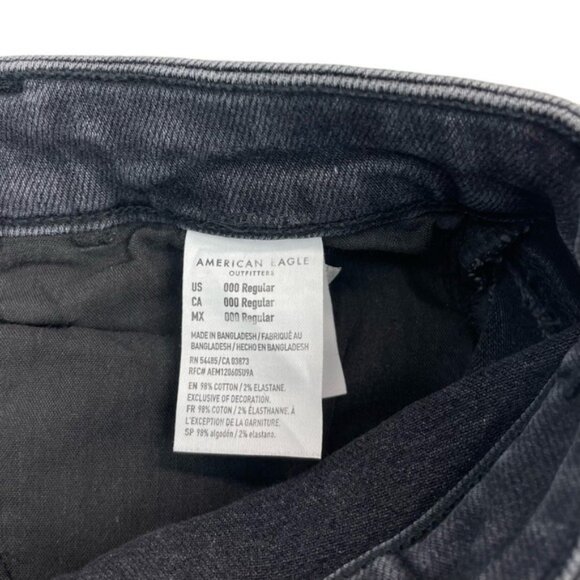 AMERICAN EAGLE
OUTFITTERS
US 000 Regular
CA 000 Regular
MX 000 Regular
MADE IN BANGLADESH / FABRIQUÉ AU
BANGLADESH / HECHO EN BANGLADESH
RN 54485/CA 03873
RFC# AEM120605U9A
EN 98% COTTON / 2% ELASTANE.
EXCLUSIVE OF DECORATION.
FR 98% COTON / 2% ÉLASTHANNE. À
L'EXCEPTION DE LA GARNITURE.
SP 98% algodón / 2% elastano.